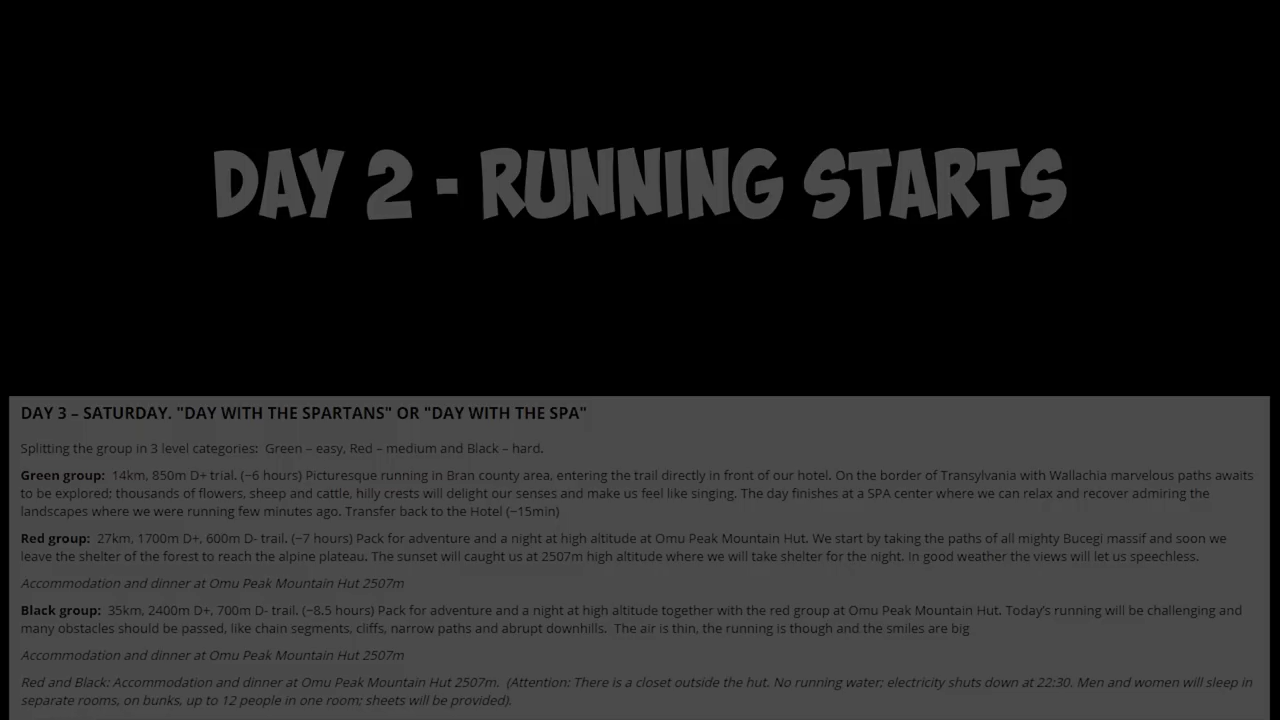 DAY 2 - RUNNING STARTS
DAY 3 – SATURDAY. "DAY WITH THE SPARTANS" OR "DAY WITH THE SPA"
Splitting the group in 3 level categories:  Green – easy, Red – medium and Black – hard.
Green group:  14km, 850m D+ trial. (~6 hours) Picturesque running in Bran county area, entering the trail directly in front of our hotel. On the border of Transylvania with Wallachia marvelous paths awaits
to be explored; thousands of flowers, sheep and cattle, hilly crests will delight our senses and make us feel like singing. The day finishes at a SPA center where we can relax and recover admiring the
landscapes where we were running few minutes ago. Transfer back to the Hotel (~15min)
Red group:  27km, 1700m D+, 600m D- trail. (~7 hours) Pack for adventure and a night at high altitude at Omu Peak Mountain Hut. We start by taking the paths of all mighty Bucegi massif and soon we
leave the shelter of the forest to reach the alpine plateau. The sunset will caught us at 2507m high altitude where we will take shelter for the night. In good weather the views will let us speechless.
Accommodation and dinner at Omu Peak Mountain Hut 2507m
Black group:  35km, 2400m D+, 700m D- trail. (~8.5 hours) Pack for adventure and a night at high altitude together with the red group at Omu Peak Mountain Hut. Today's running will be challenging and
many obstacles should be passed, like chain segments, cliffs, narrow paths and abrupt downhills.  The air is thin, the running is though and the smiles are big
Accommodation and dinner at Omu Peak Mountain Hut 2507m
Red and Black: Accommodation and dinner at Omu Peak Mountain Hut 2507m.  (Attention: There is a closet outside the hut. No running water; electricity shuts down at 22:30. Men and women will sleep in
separate rooms, on bunks, up to 12 people in one room; sheets will be provided).